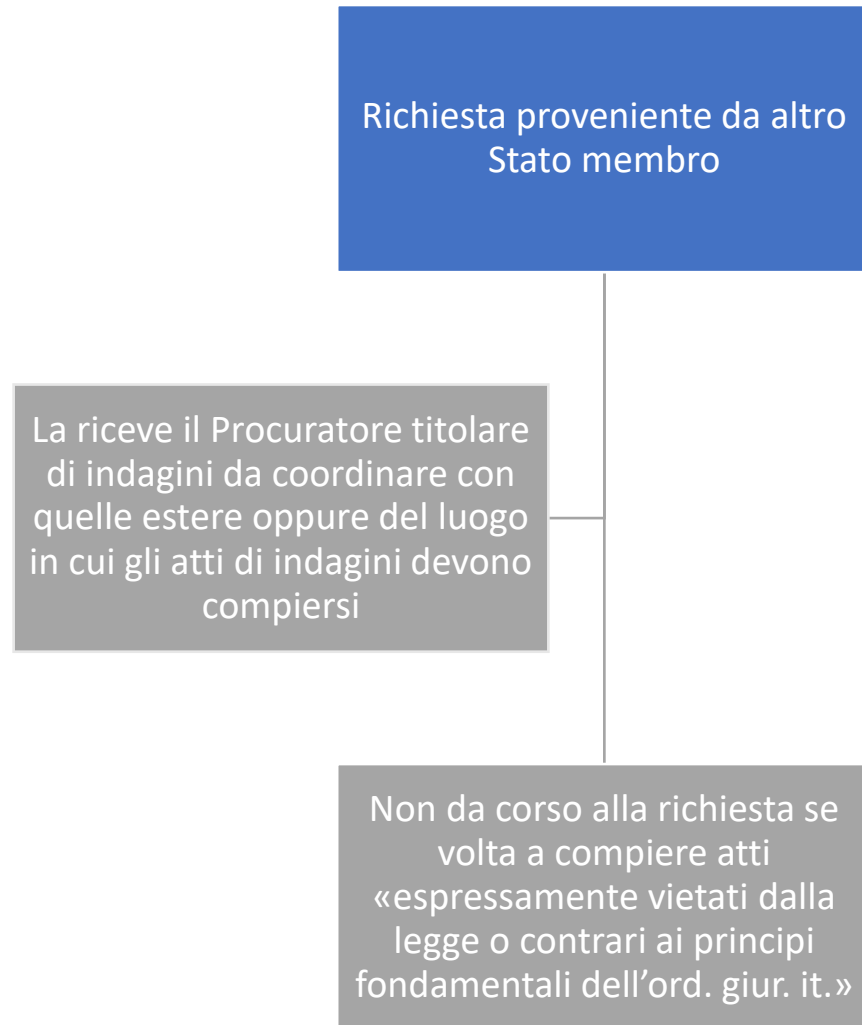 Richiesta proveniente da altro
Stato membro
La riceve il Procuratore titolare
di indagini da coordinare con
quelle estere oppure del luogo
in cui gli atti di indagini devono
compiersi
Non da corso alla richiesta se
volta a compiere atti
«espressamente vietati dalla
legge o contrari ai principi
fondamentali dell’ord. giur. it.»